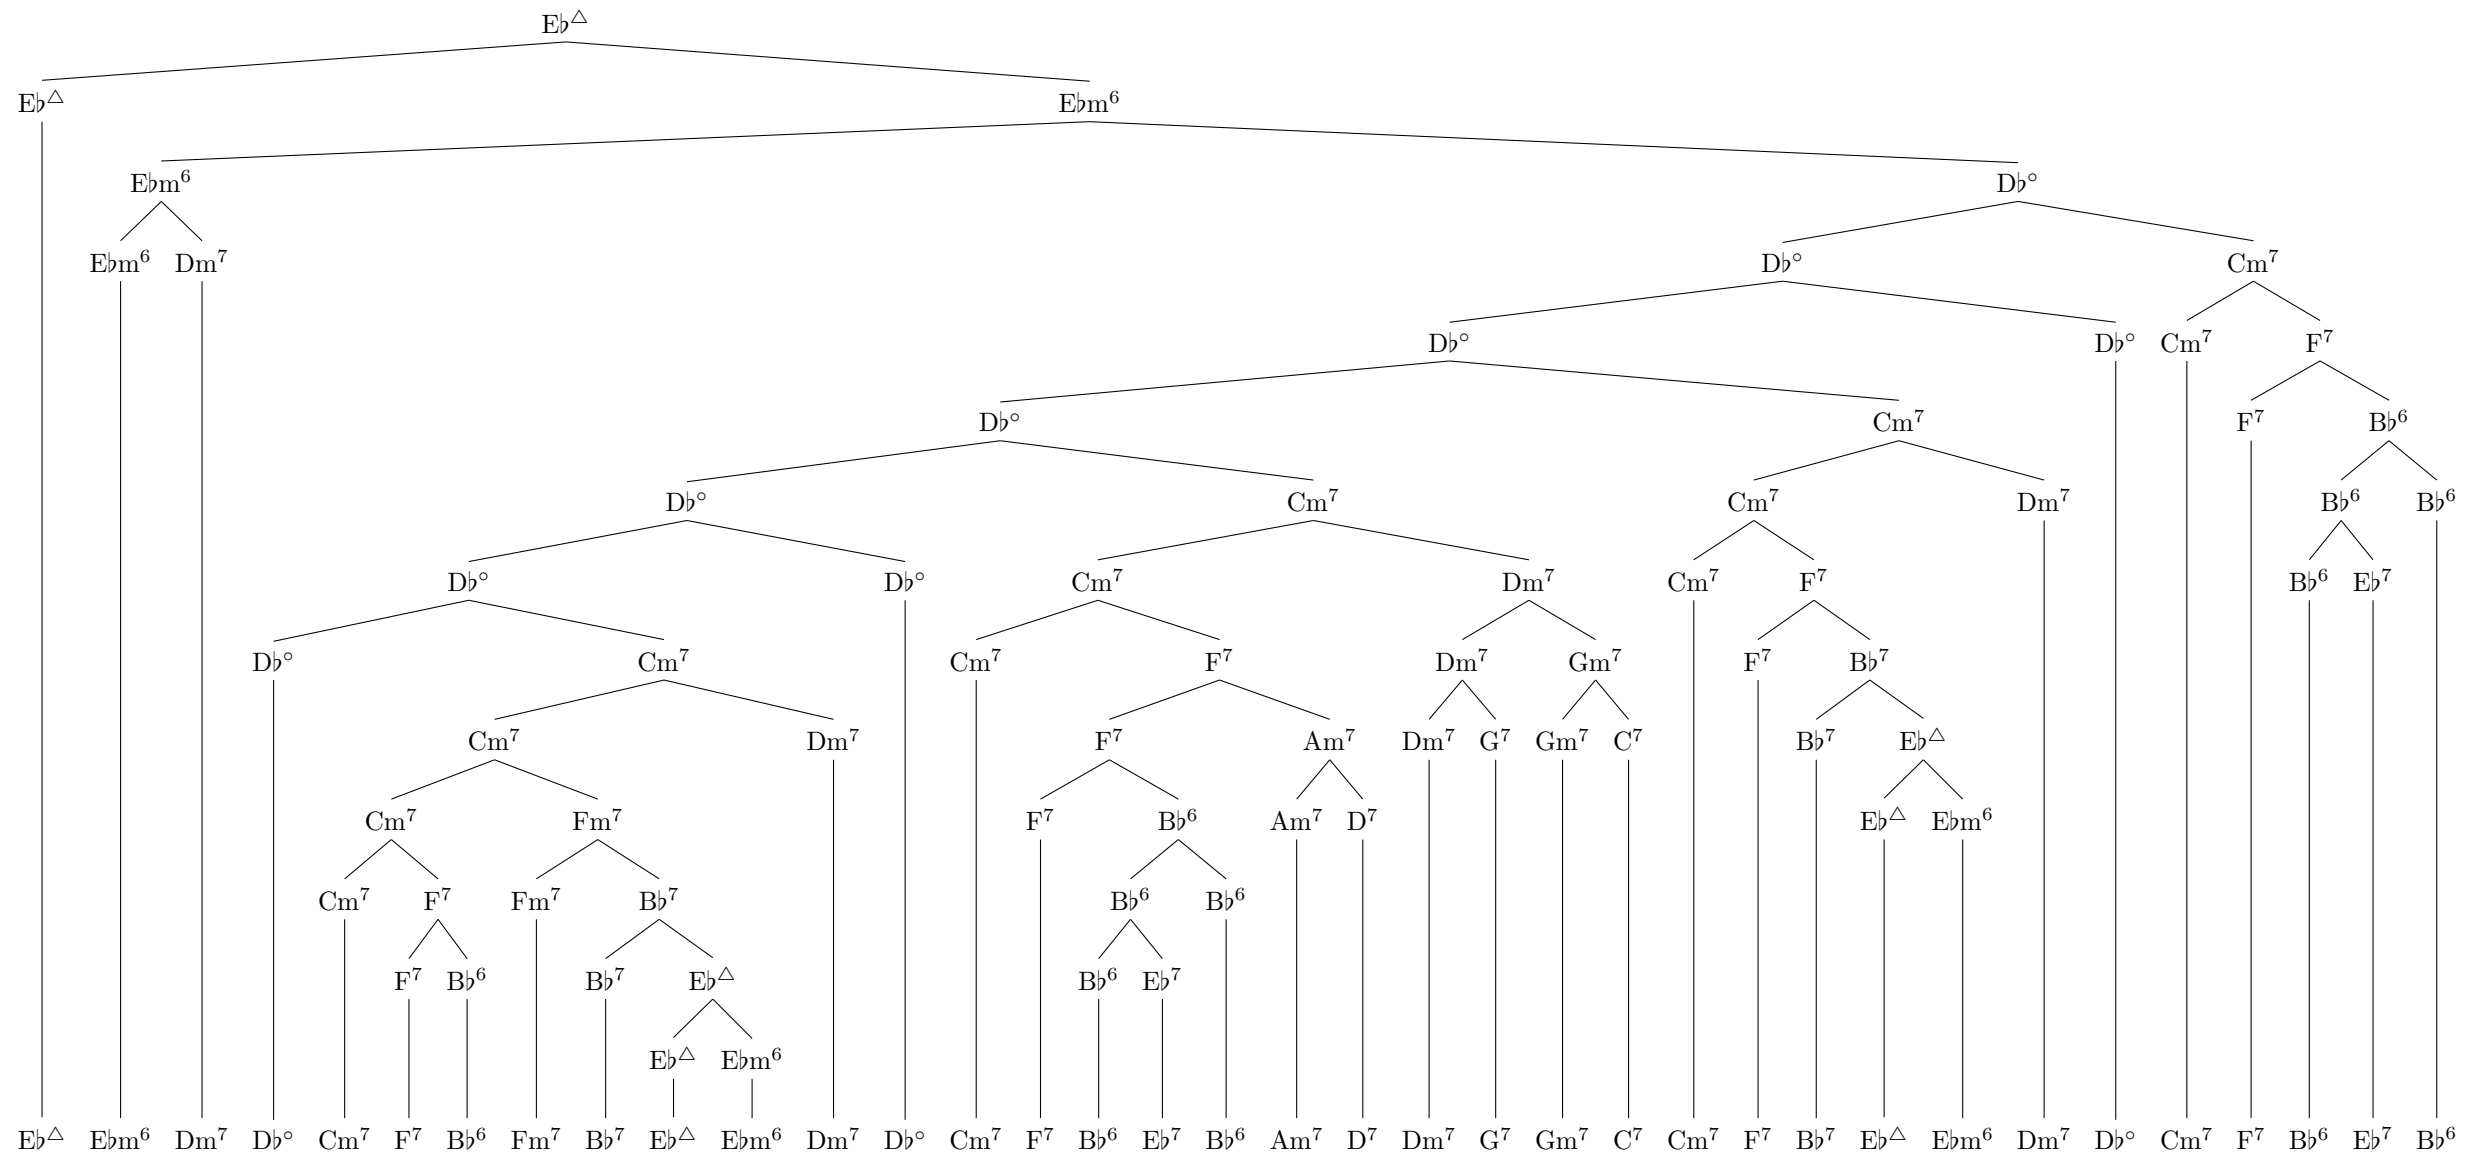 E♭△
E♭△ E♭m⁶
E♭m⁶ D♭°
E♭m⁶ Dm⁷ D♭° Cm⁷
D♭° D♭° Cm⁷ F⁷
D♭° Cm⁷ F⁷ B♭⁶
D♭° Cm⁷ Cm⁷ Dm⁷ B♭⁶ B♭⁶
D♭° D♭° Cm⁷ Dm⁷ Cm⁷ F⁷ B♭⁶ E♭⁷
D♭° Cm⁷ Cm⁷ F⁷ Dm⁷ Gm⁷ F⁷ B♭⁷
Cm⁷ Dm⁷ F⁷ Am⁷ Dm⁷ G⁷ Gm⁷ C⁷ B♭⁷ E♭△
Cm⁷ Fm⁷ F⁷ B♭⁶ Am⁷ D⁷ E♭△ E♭m⁶
Cm⁷ F⁷ Fm⁷ B♭⁷ B♭⁶ B♭⁶
F⁷ B♭⁶ B♭⁷ E♭△ B♭⁶ E♭⁷
E♭△ E♭m⁶
E♭△ E♭m⁶ Dm⁷ D♭° Cm⁷ F⁷ B♭⁶ Fm⁷ B♭⁷ E♭△ E♭m⁶ Dm⁷ D♭° Cm⁷ F⁷ B♭⁶ E♭⁷ B♭⁶ Am⁷ D⁷ Dm⁷ G⁷ Gm⁷ C⁷ Cm⁷ F⁷ B♭⁷ E♭△ E♭m⁶ Dm⁷ D♭° Cm⁷ F⁷ B♭⁶ E♭⁷ B♭⁶